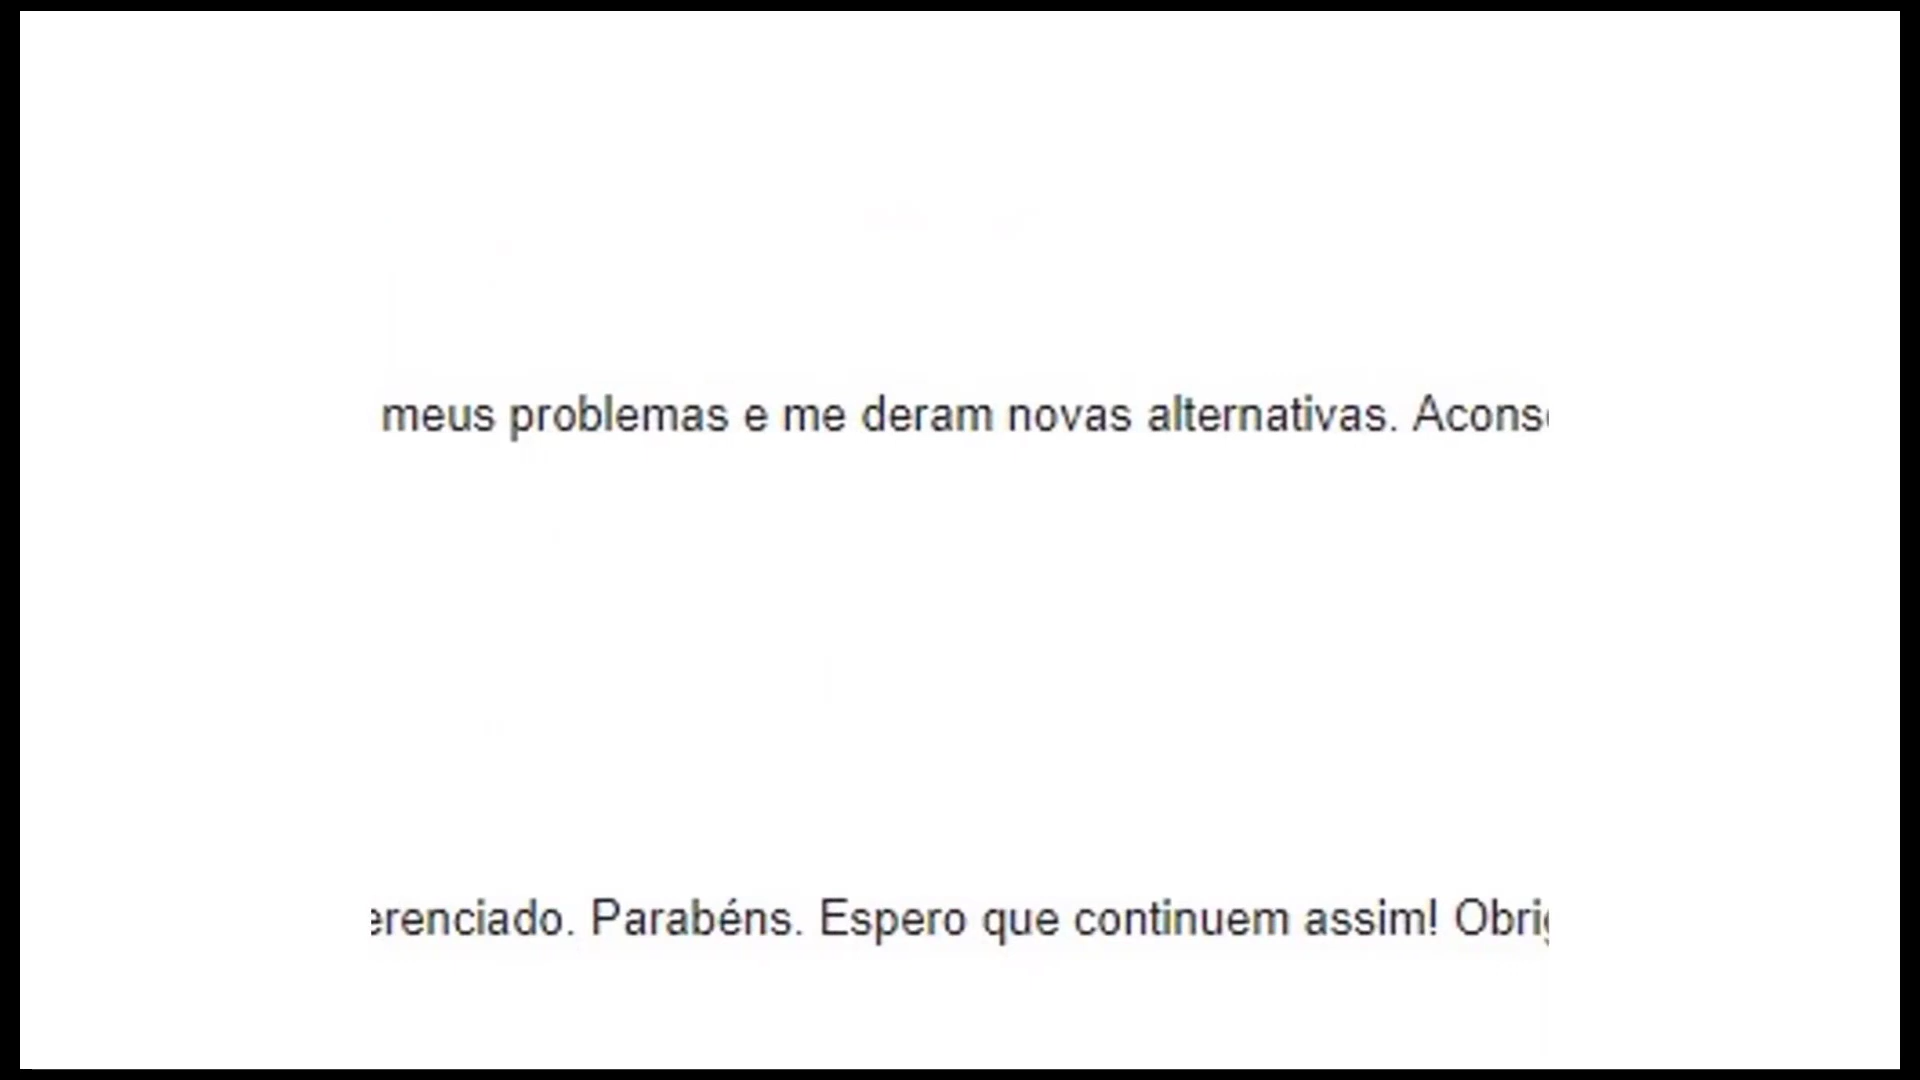 meus problemas e me deram novas alternativas.
Parabéns. Espero que continuem assim!